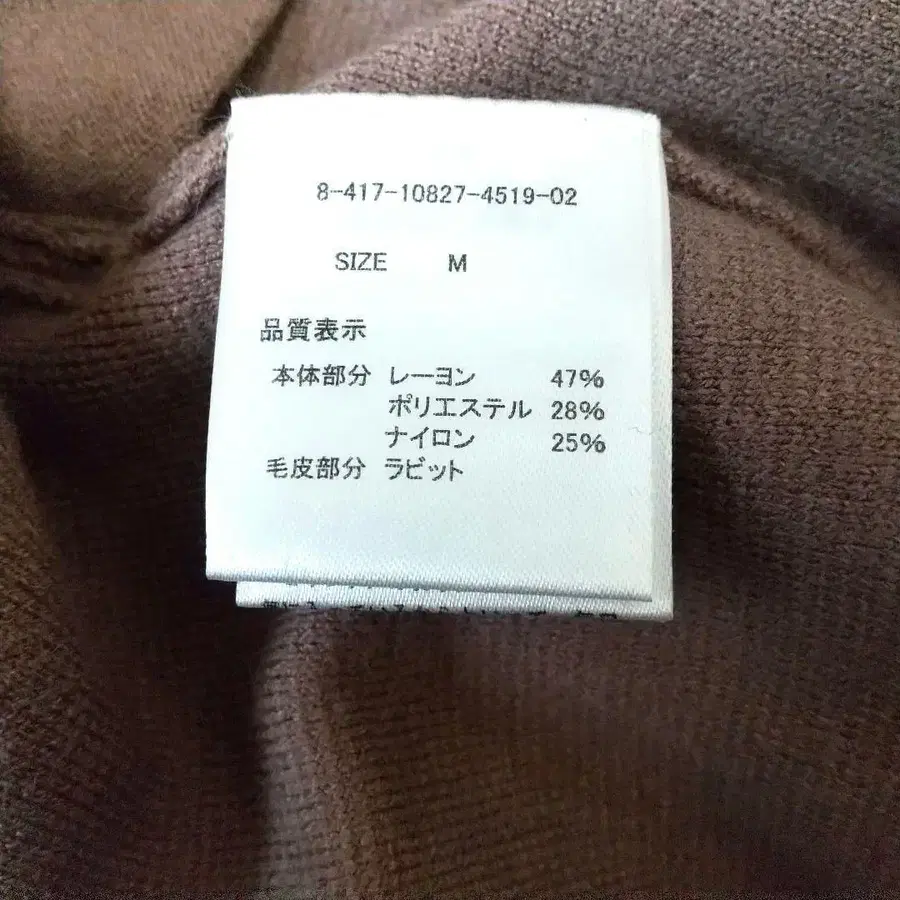 8-417-10827-4519-02
SIZE M
品質表示
本体部分 レーヨン 47%
ポリエステル 28%
ナイロン 25%
毛皮部分 ラビット